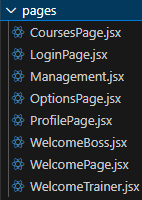 pages
CoursesPage.jsx
LoginPage.jsx
Management.jsx
OptionsPage.jsx
ProfilePage.jsx
WelcomeBoss.jsx
WelcomePage.jsx
WelcomeTrainer.jsx